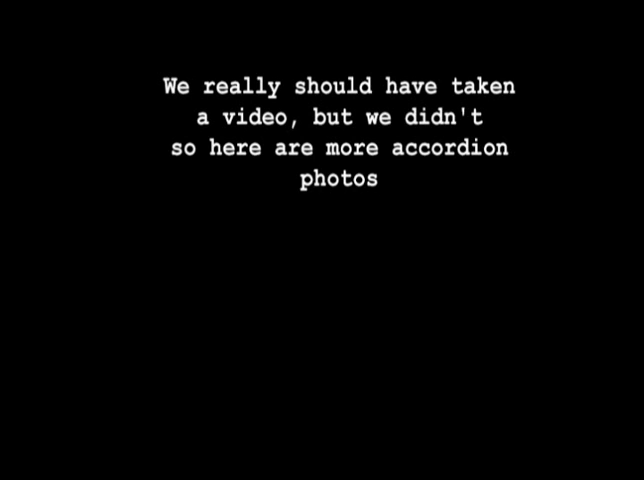 We really should have taken
a video, but we didn't
so here are more accordion
photos